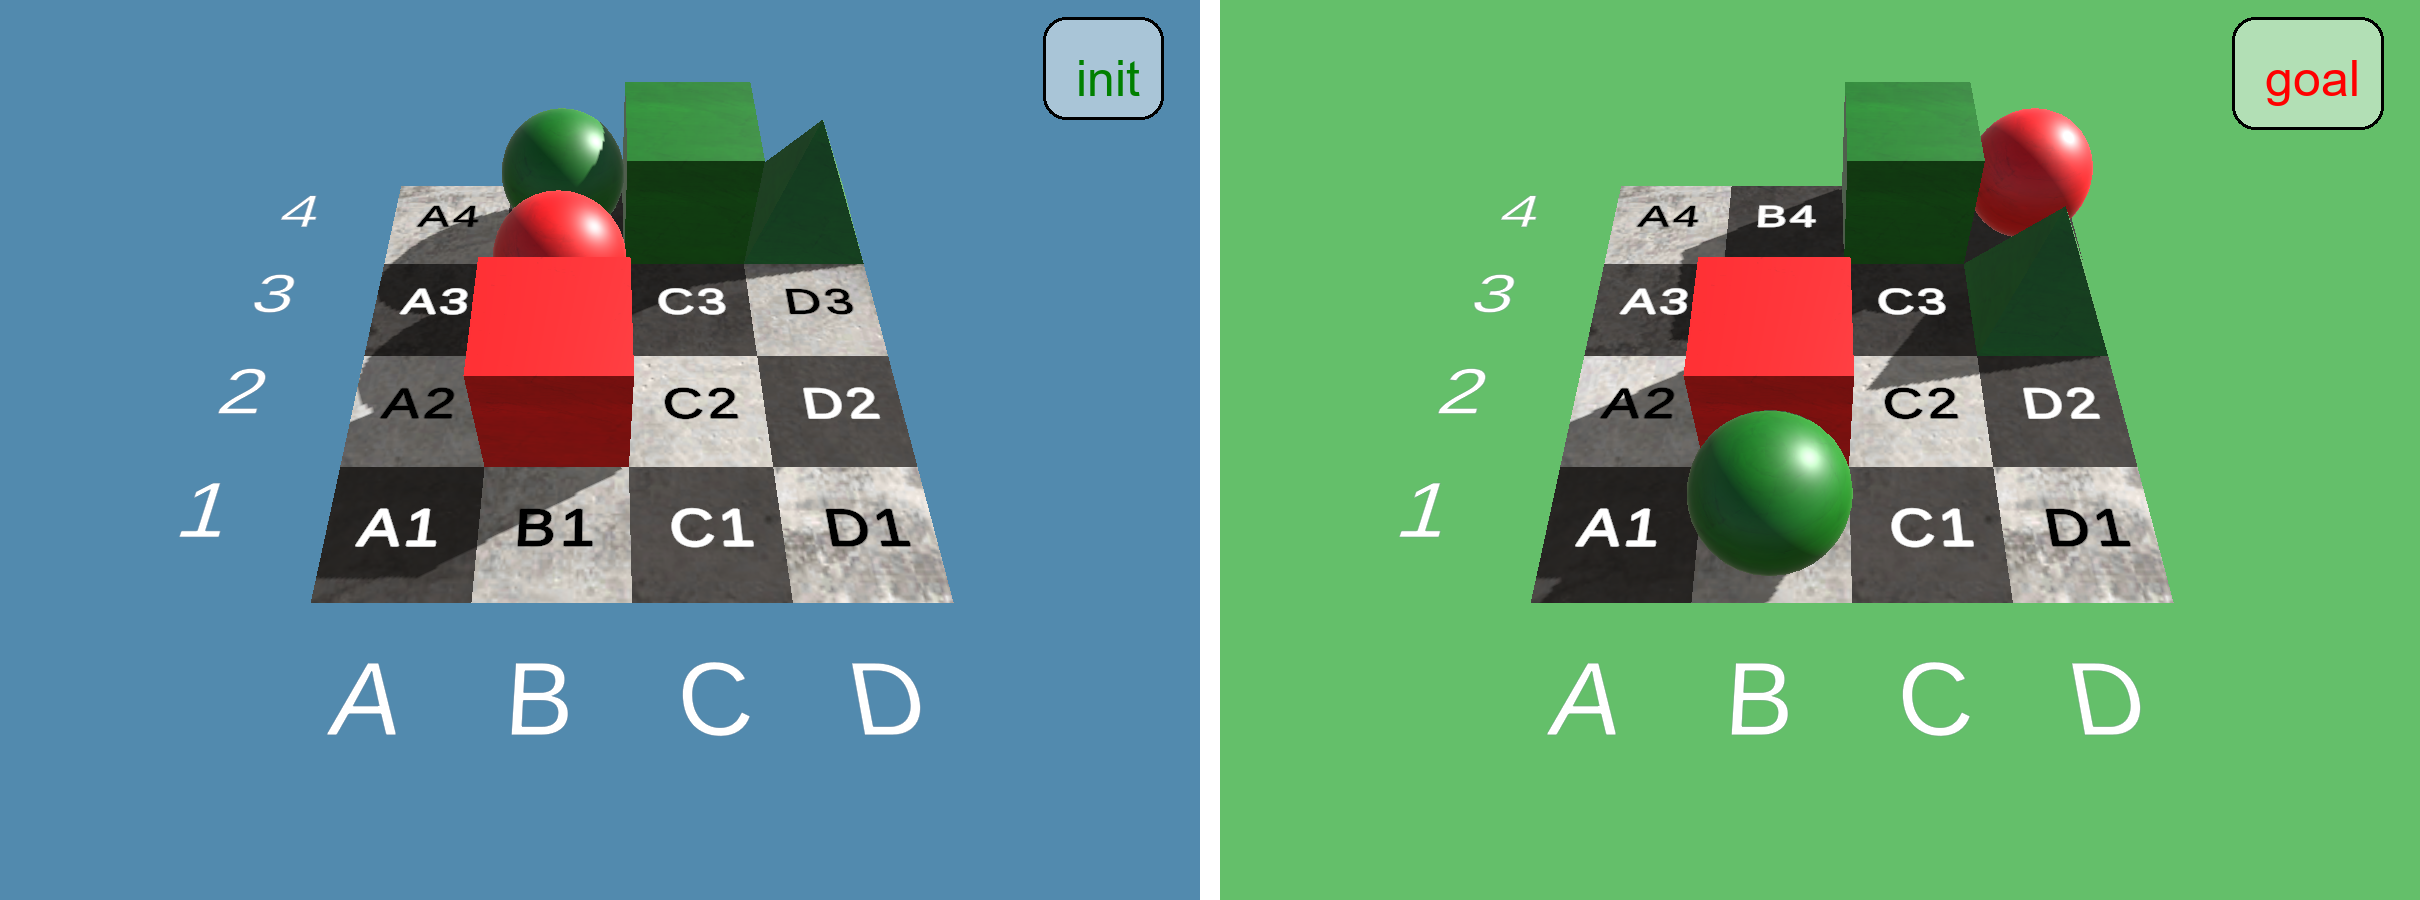 init
4 A4
3 A3 C3 D3
2 A2 C2 D2
1 A1 B1 C1 D1
A B C D
goal
4 A4 B4
3 A3 C3
2 A2 C2 D2
1 A1 C1 D1
A B C D